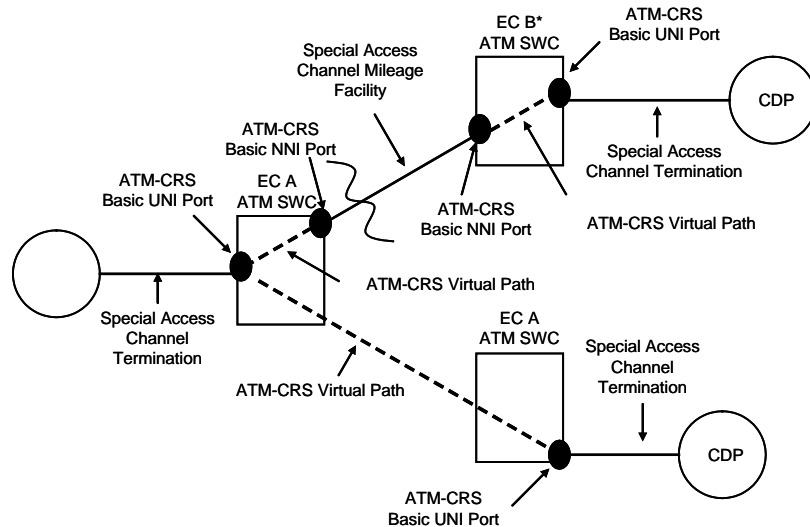 EC B*
ATM SWC
ATM-CRS
Basic UNI Port
Special Access
Channel Mileage
Facility
CDP
ATM-CRS
Basic NNI Port
Special Access
Channel Termination
ATM-CRS
Basic UNI Port
EC A
ATM SWC
ATM-CRS
Basic NNI Port
ATM-CRS Virtual Path
ATM-CRS Virtual Path
Special Access
Channel
Termination
EC A
ATM SWC
Special Access
Channel
Termination
ATM-CRS Virtual Path
CDP
ATM-CRS
Basic UNI Port